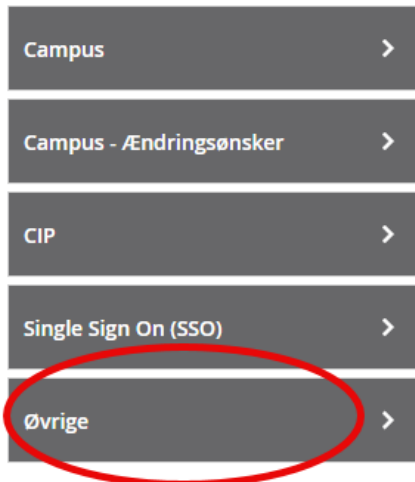 Campus
Campus - Ændringsønsker
CIP
Single Sign On (SSO)
Øvrige